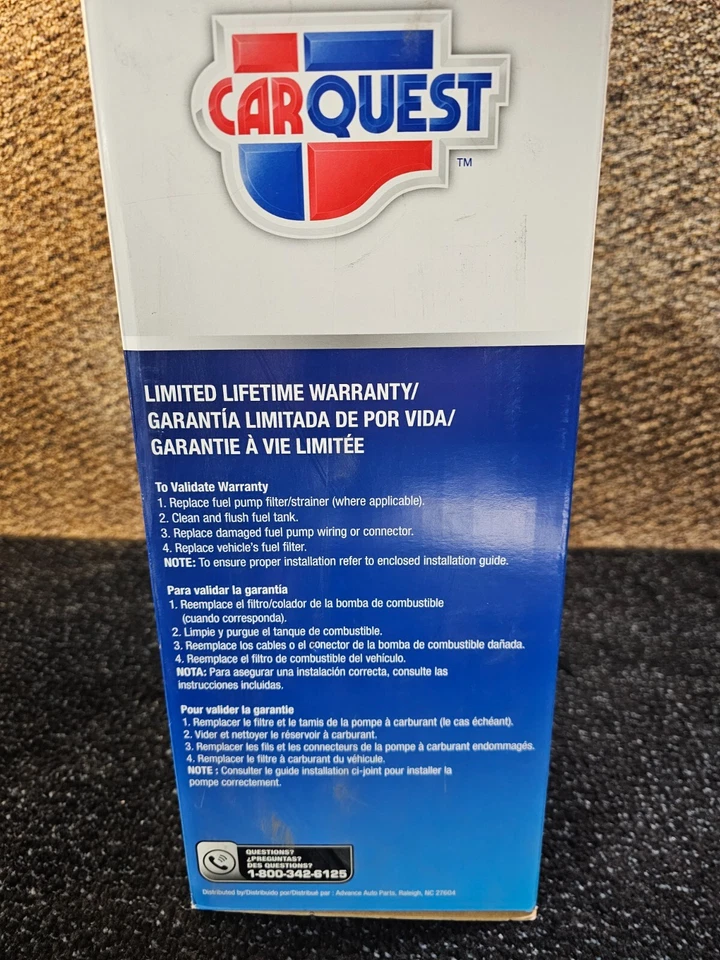 CARQUEST
TM
LIMITED LIFETIME WARRANTY/
GARANTÍA LIMITADA DE POR VIDA/
GARANTIE À VIE LIMITÉE
To Validate Warranty
1. Replace fuel pump filter/strainer (where applicable).
2. Clean and flush fuel tank.
3. Replace damaged fuel pump wiring or connector.
4. Replace vehicle's fuel filter.
NOTE: To ensure proper installation refer to enclosed installation guide.
Para validar la garantía
1. Reemplace el filtro/colador de la bomba de combustible
(cuando corresponda).
2. Limpie y purgue el tanque de combustible.
3. Reemplace los cables o el conector de la bomba de combustible dañada.
4. Reemplace el filtro de combustible del vehículo.
NOTA: Para asegurar una instalación correcta, consulte las
instrucciones incluidas.
Pour valider la garantie
1. Remplacer le filtre et le tamis de la pompe à carburant (le cas échéant).
2. Vider et nettoyer le réservoir à carburant.
3. Remplacer les fils et les connecteurs de la pompe à carburant endommagés.
4. Remplacer le filtre à carburant du véhicule.
NOTE : Consulter le guide installation ci-joint pour installer la
pompe correctement.
QUESTIONS?
¿PREGUNTAS?
DES QUESTIONS?
1-800-342-6125
Distributed by/Distribuido por/Distribué par : Advance Auto Parts, Raleigh, NC 27604